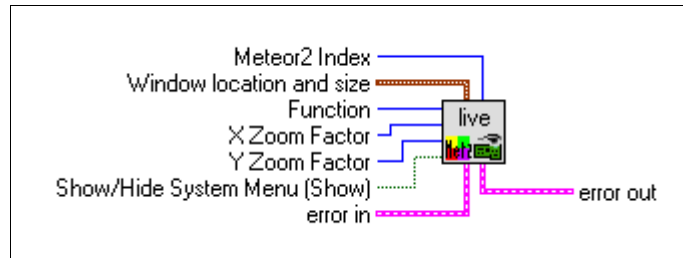 Meteor2 Index
Window location and size
Function
X Zoom Factor
Y Zoom Factor
Show/Hide System Menu (Show)
error in
live
error out